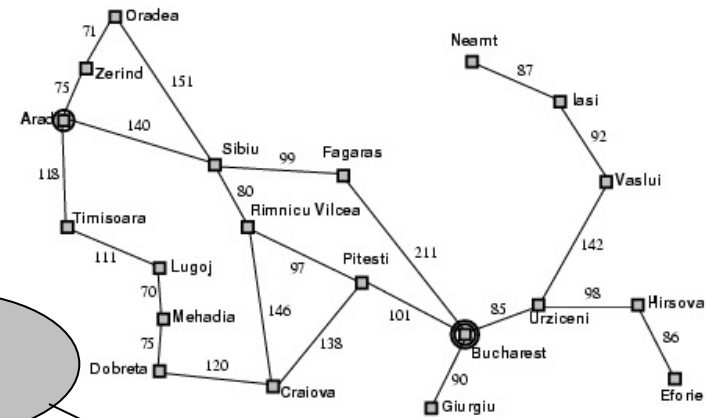 Oradea
71
Neamt
Zerind
87
75
151
Iasi
Arad
140
92
Sibiu
99
Fagaras
118
Vaslui
80
Timisoara
Rimnicu Vilcea
142
211
111
Lugoj
97
Pitesti
70
98
Hirsova
146
85
Mehadia
101
Urziceni
138
86
75
Bucharest
120
Dobreta
90
Craiova
Eforie
Giurgiu